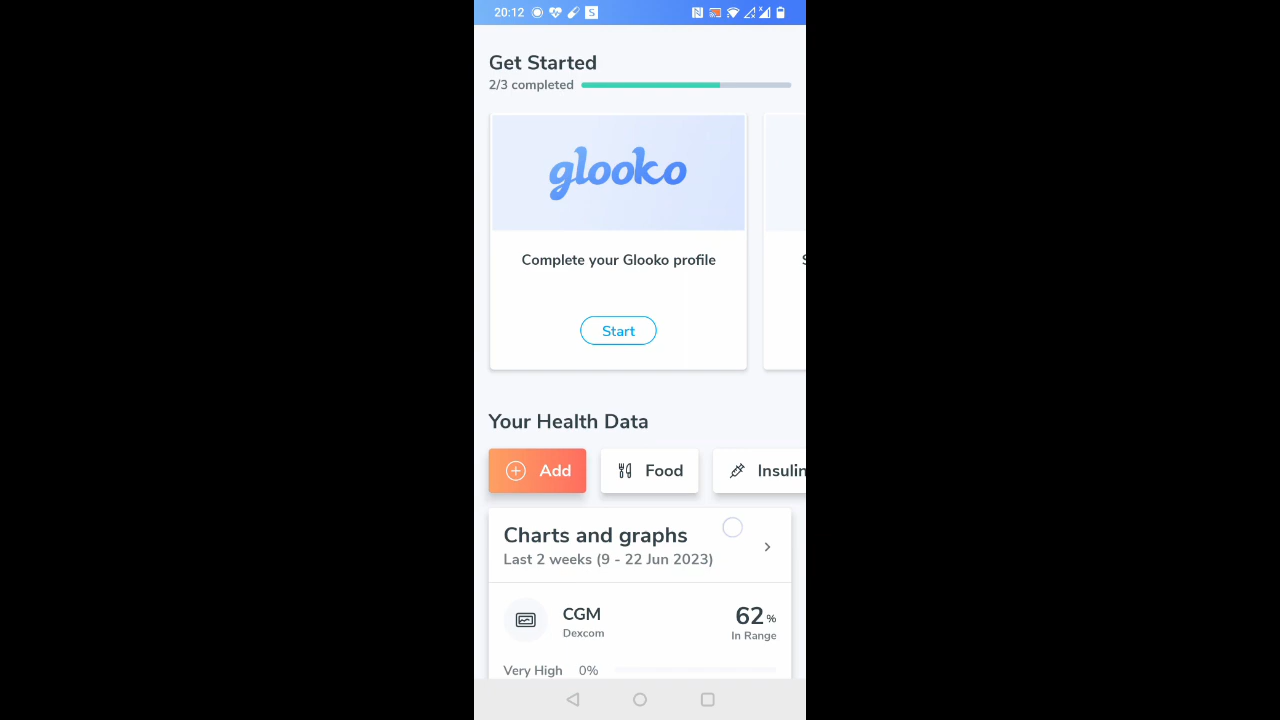 20:12
S
N
Get Started
2/3 completed
glooko
Complete your Glooko profile
Start
Your Health Data
Add
Food
Insulin
Charts and graphs
Last 2 weeks (9 - 22 Jun 2023)
CGM
Dexcom
62 %
In Range
Very High 0%